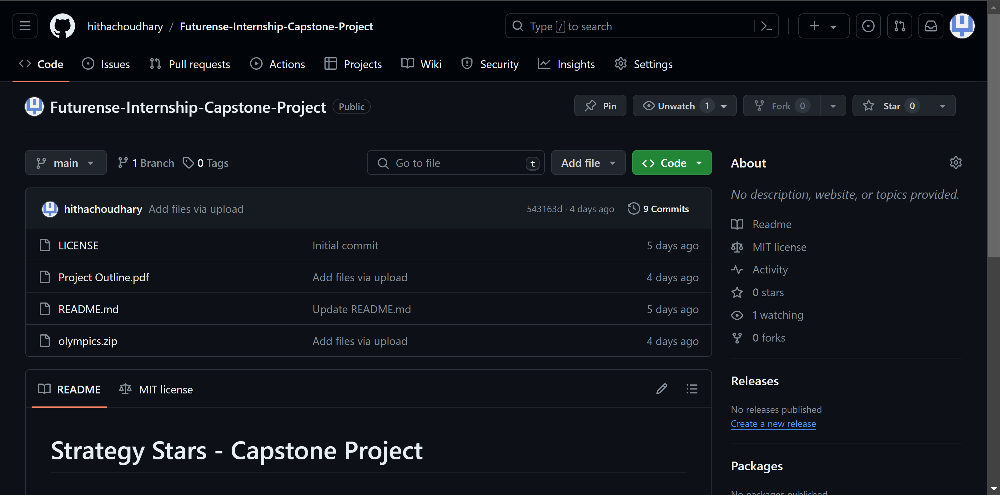 hithachoudhary / Futurense-Internship-Capstone-Project
Type / to search
Code Issues Pull requests Actions Projects Wiki Security Insights Settings
Futurense-Internship-Capstone-Project Public
Pin Unwatch 1 Fork 0 Star 0
main 1 Branch 0 Tags Go to file t Add file Code
hithachoudhary Add files via upload 543163d · 4 days ago 9 Commits
LICENSE Initial commit 5 days ago
Project Outline.pdf Add files via upload 4 days ago
README.md Update README.md 5 days ago
olympics.zip Add files via upload 4 days ago
README MIT license
Strategy Stars - Capstone Project
About
No description, website, or topics provided.
Readme
MIT license
Activity
0 stars
1 watching
0 forks
Releases
No releases published
Create a new release
Packages
No packages published